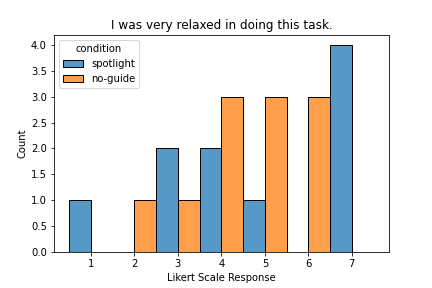 I was very relaxed in doing this task.
condition
spotlight
no-guide
4.0
3.5
3.0
2.5
2.0
1.5
1.0
0.5
0.0
Count
1 2 3 4 5 6 7
Likert Scale Response